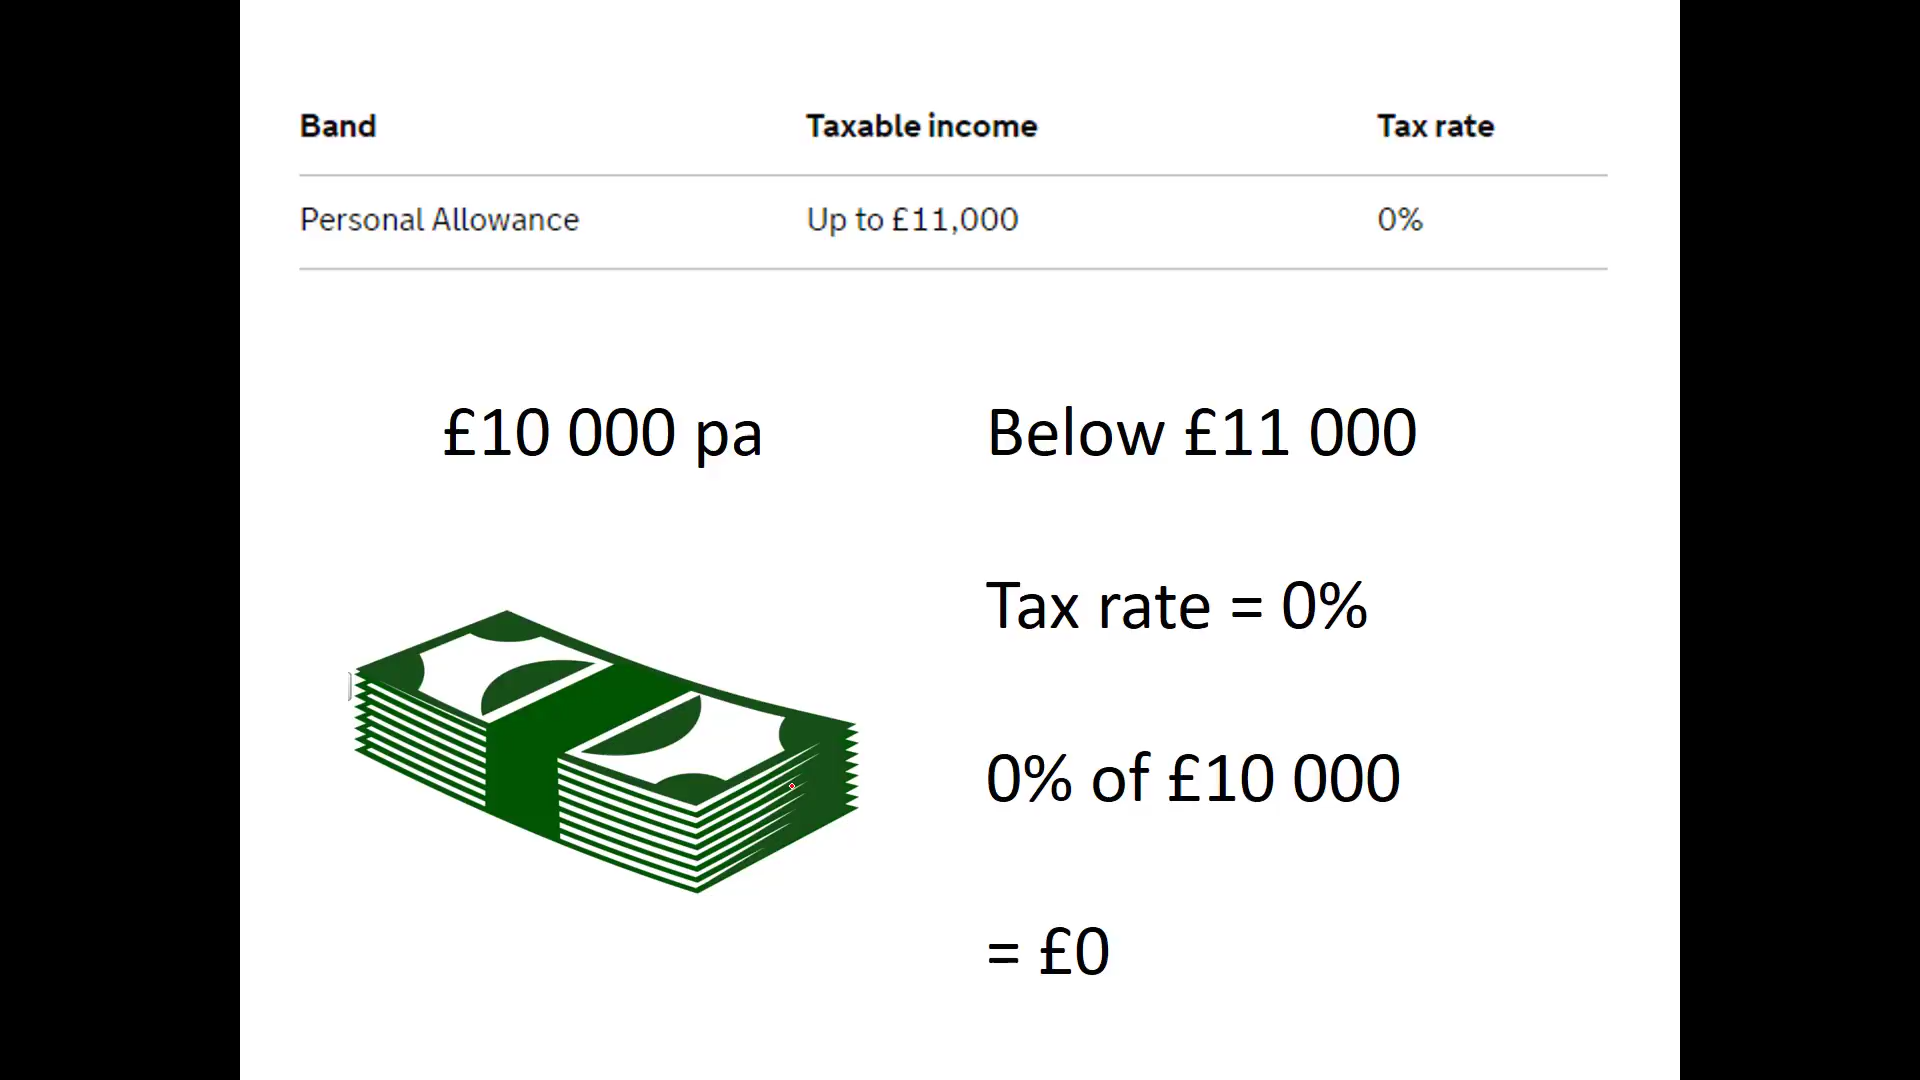 Band Taxable income Tax rate
Personal Allowance Up to £11,000 0%
£10 000 pa Below £11 000
Tax rate = 0%
0% of £10 000
= £0